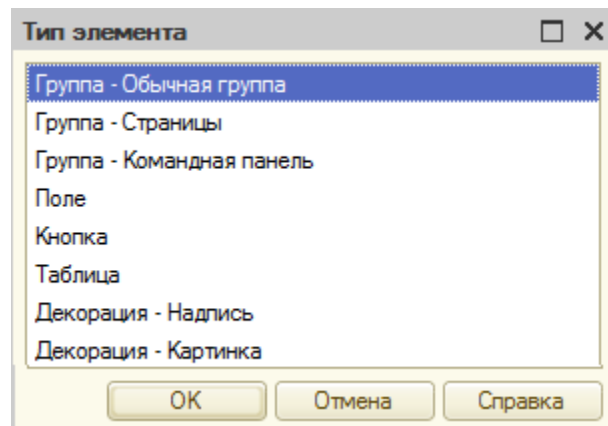 Тип элемента
Группа - Обычная группа
Группа - Страницы
Группа - Командная панель
Поле
Кнопка
Таблица
Декорация - Надпись
Декорация - Картинка
ОК Отмена Справка